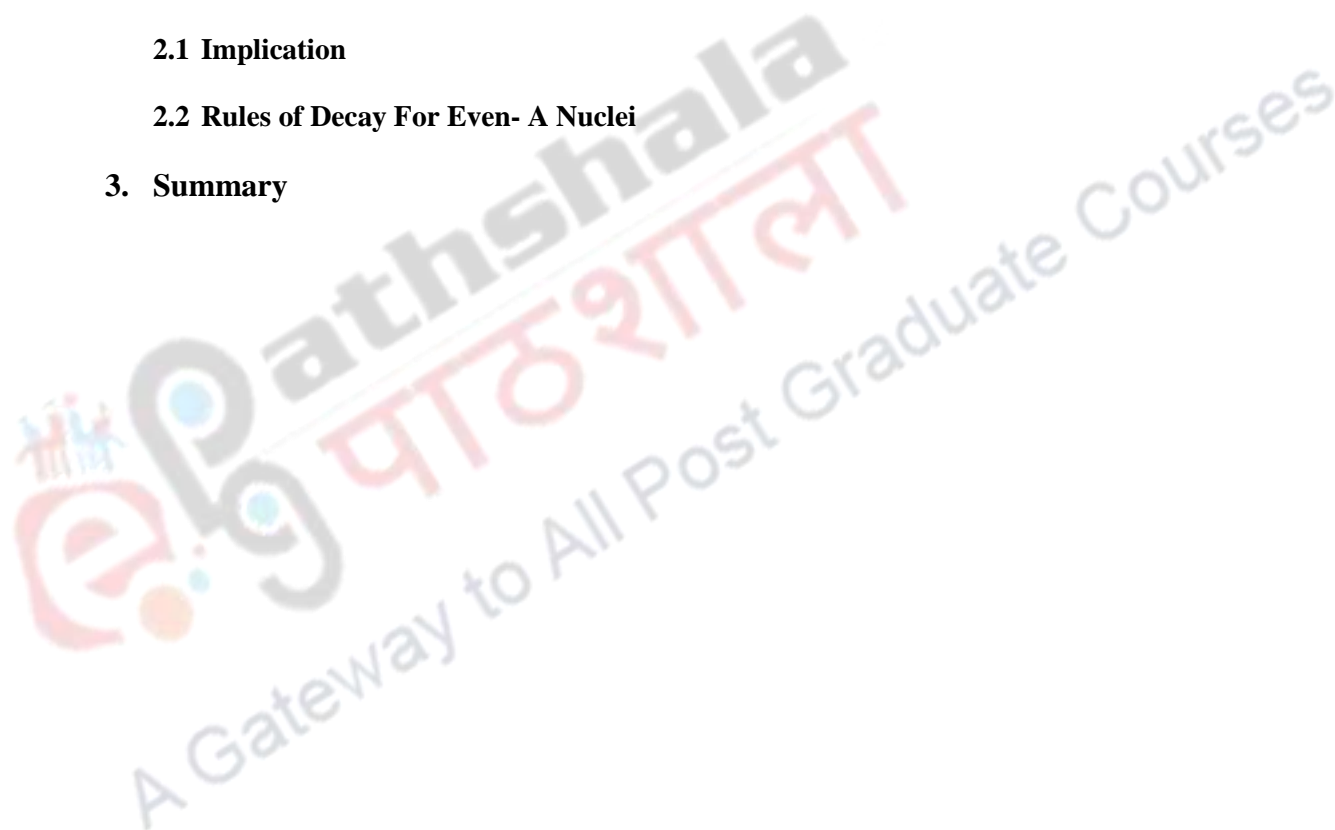 2.1 Implication
2.2 Rules of Decay For Even- A Nuclei
3. Summary
ePathshala
पाठशाला
A Gateway to All Post Graduate Courses